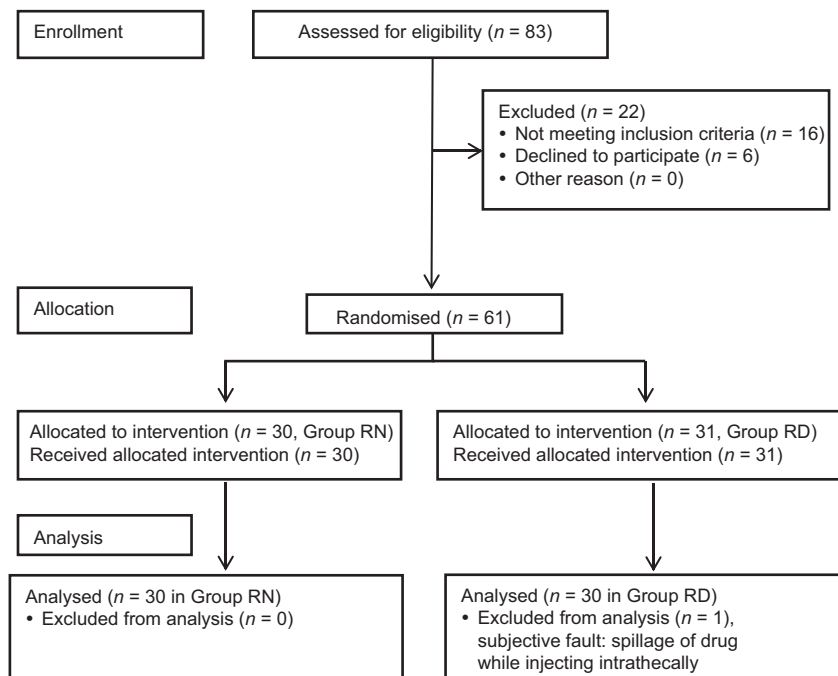 Enrollment
Assessed for eligibility (n = 83)
Excluded (n = 22)
• Not meeting inclusion criteria (n = 16)
• Declined to participate (n = 6)
• Other reason (n = 0)
Allocation
Randomised (n = 61)
Allocated to intervention (n = 30, Group RN)
Received allocated intervention (n = 30)
Allocated to intervention (n = 31, Group RD)
Received allocated intervention (n = 31)
Analysis
Analysed (n = 30 in Group RN)
• Excluded from analysis (n = 0)
Analysed (n = 30 in Group RD)
• Excluded from analysis (n = 1),
subjective fault: spillage of drug
while injecting intrathecally